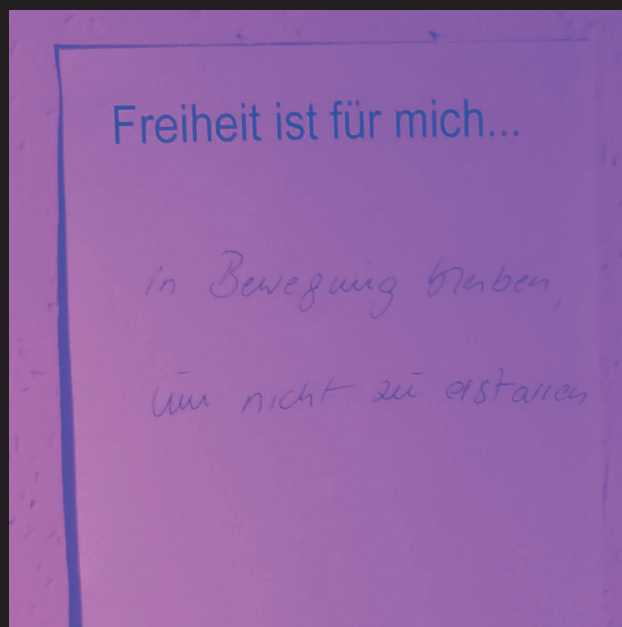 Freiheit ist für mich...
in Bewegung bleiben,
um nicht zu erstarren